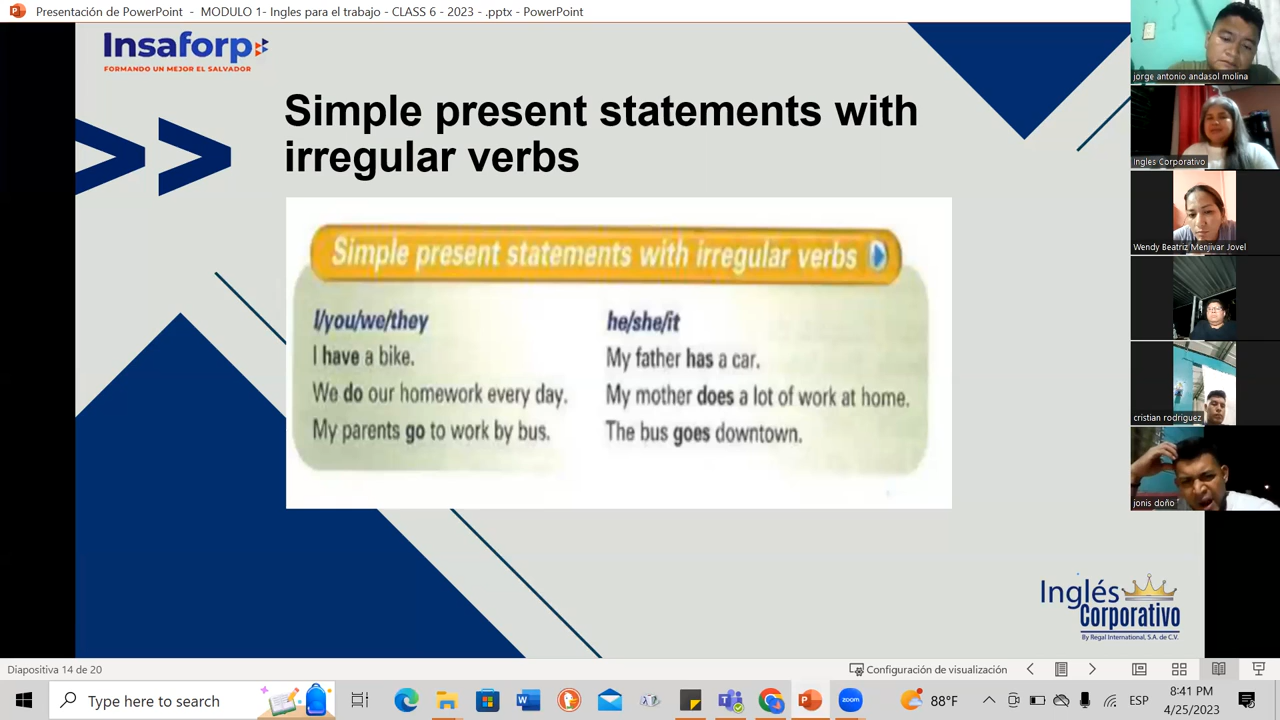 Presentación de PowerPoint - MODULO 1- Ingles para el trabajo - CLASS 6 - 2023 - .pptx - PowerPoint
Insaforp
FORMANDO UN MEJOR EL SALVADOR
>>
Simple present statements with
irregular verbs
Simple present statements with irregular verbs
I/you/we/they
I have a bike.
We do our homework every day.
My parents go to work by bus.
he/she/it
My father has a car.
My mother does a lot of work at home.
The bus goes downtown.
Inglés
Corporativo
By Regal International, S.A. de C.V.
jorge antonio andasol molina
Ingles Corporativo
Wendy Beatriz Menjivar Jovel
cristian rodriguez
jonis doño
Diapositiva 14 de 20
Configuración de visualización
Type here to search
zoom
88°F
ESP
8:41 PM
4/25/2023